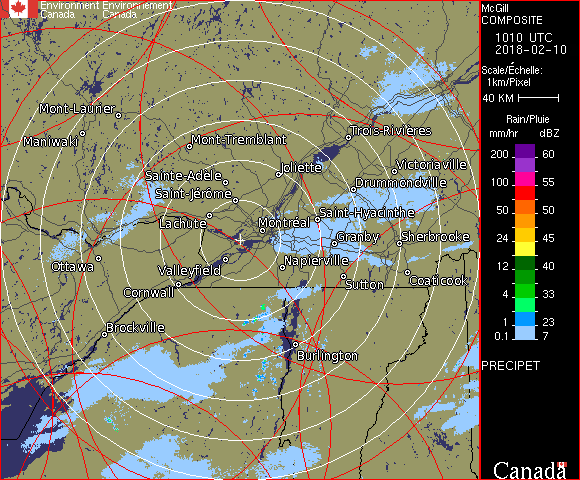 Environment Environnement
Canada Canada
McGill
COMPOSITE
1010 UTC
2018-02-10
Scale/Échelle:
1km/Pixel
40 KM
Rain/Pluie
mm/hr dBZ
200 60
100 55
50 50
24 45
12 40
4 33
1 23
0.1 7
PRECIPET
Canada
Mont-Laurier
Maniwaki
Mont-Tremblant
Trois-Rivières
Sainte-Adèle
Joliette
Victoriaville
Saint-Jérôme
Drummondville
Lachute
Montréal
Saint-Hyacinthe
Granby
Sherbrooke
Ottawa
Valleyfield
Napierville
Cornwall
Sutton
Coaticook
Brockville
Burlington